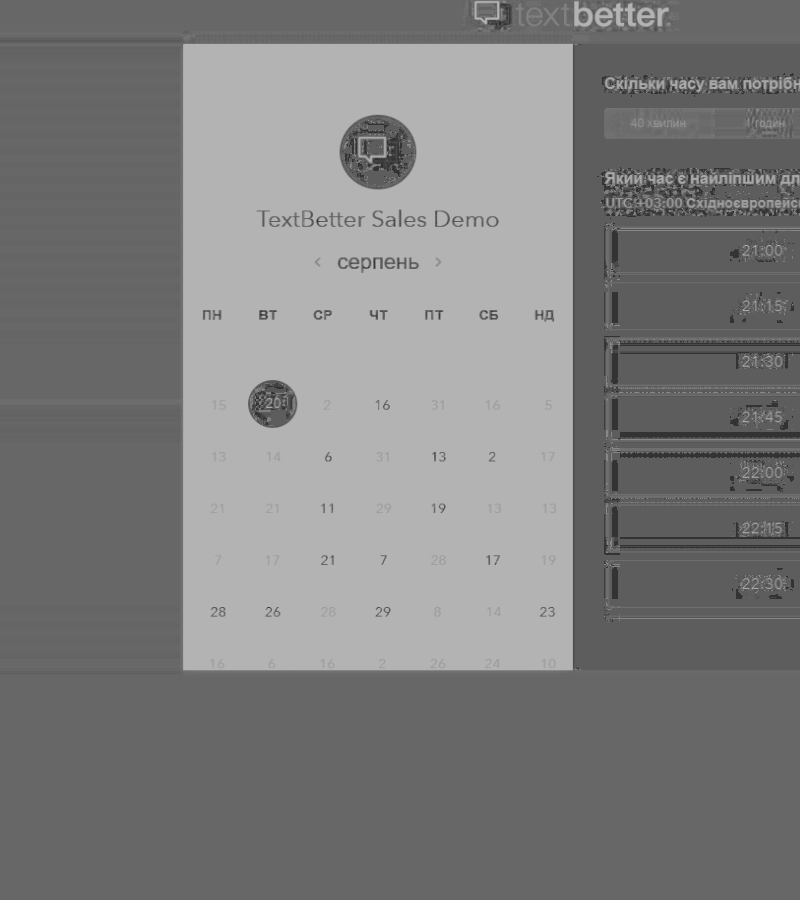 textbetter
TextBetter Sales Demo
‹ серпень ›
ПН ВТ СР ЧТ ПТ СБ НД
15 20 2 16 31 16 5
13 14 6 31 13 2 17
21 21 11 29 19 13 13
7 17 21 7 28 17 19
28 26 28 29 8 14 23
16 6 16 2 26 24 10
Скільки часу вам потрібн
40 хвилин годин
Який час є найліпшим дл
UTC +03:00 Східноєвропейс
21:00
21:15
21:30
21:45
22:00
22:15
22:30